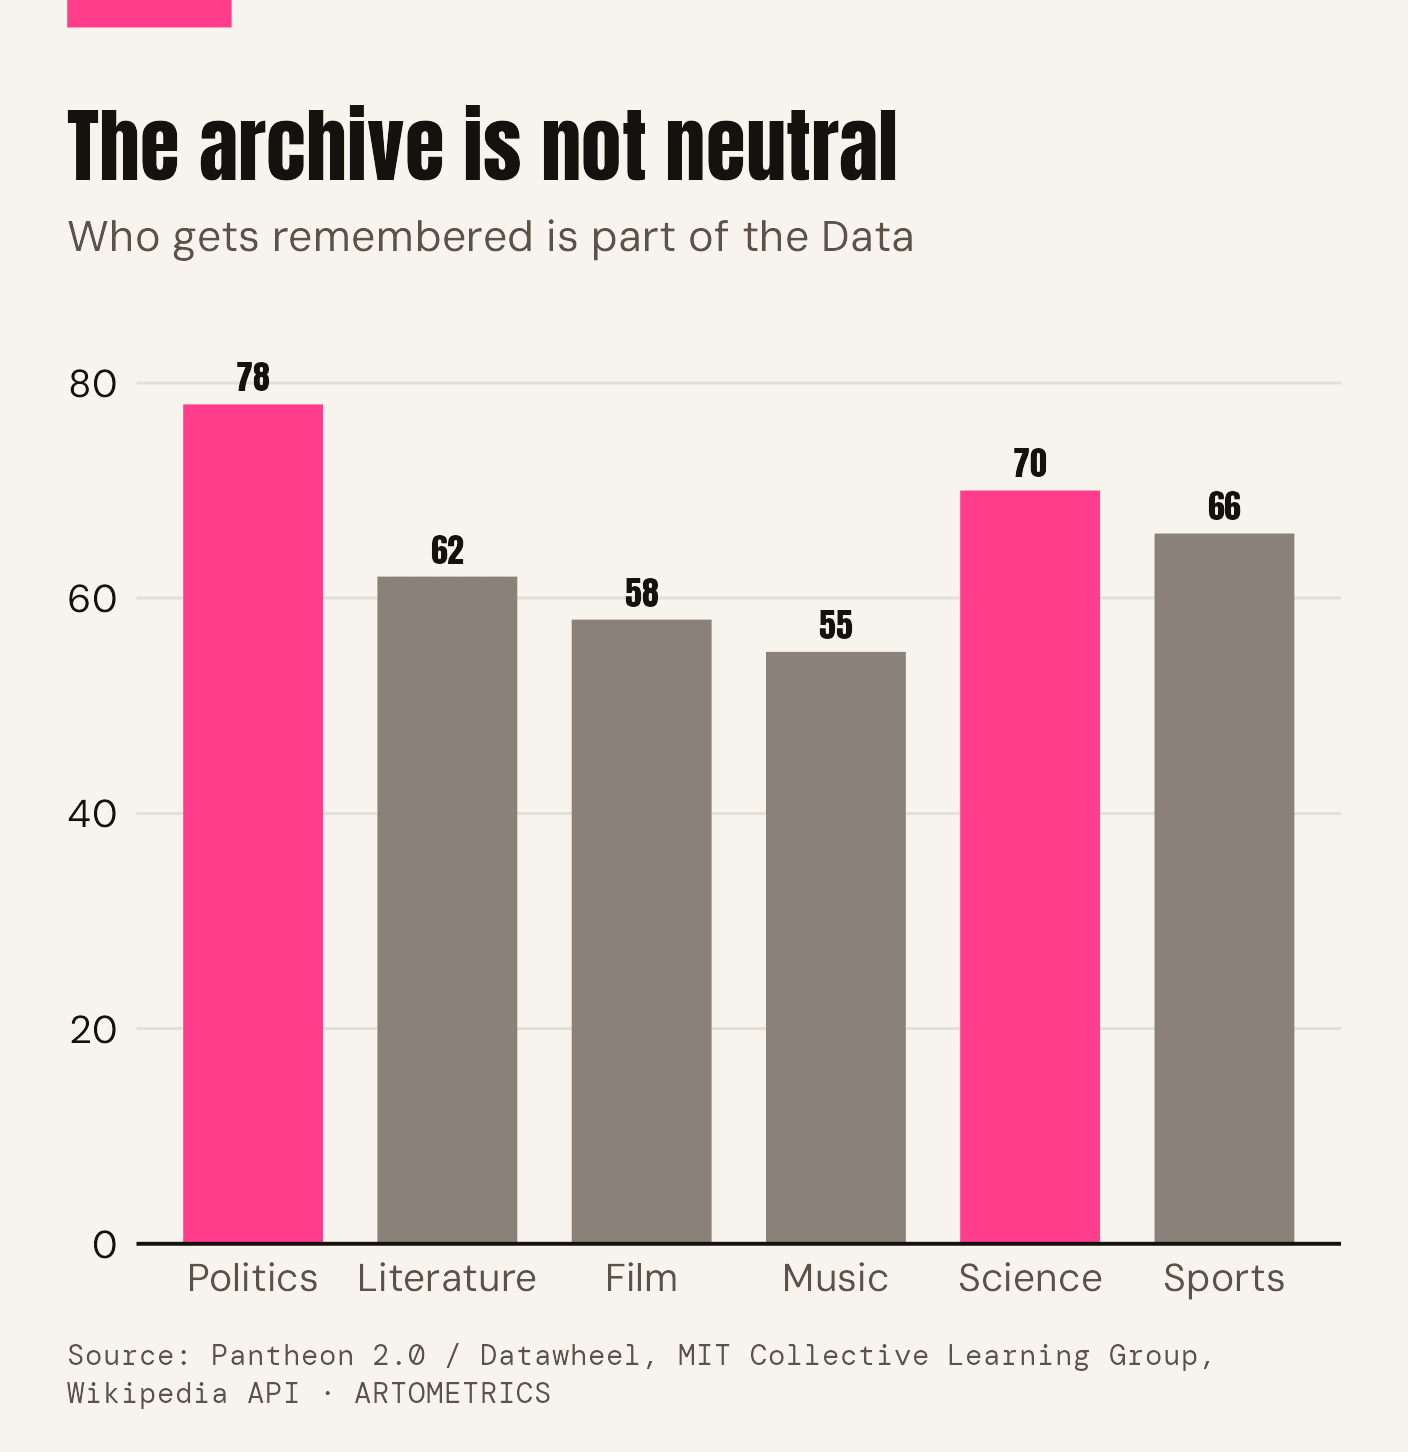 The archive is not neutral
Who gets remembered is part of the Data
80
60
40
20
0
78
62
58
55
70
66
Politics
Literature
Film
Music
Science
Sports
Source: Pantheon 2.0 / Datawheel, MIT Collective Learning Group,
Wikipedia API · ARTOMETRICS